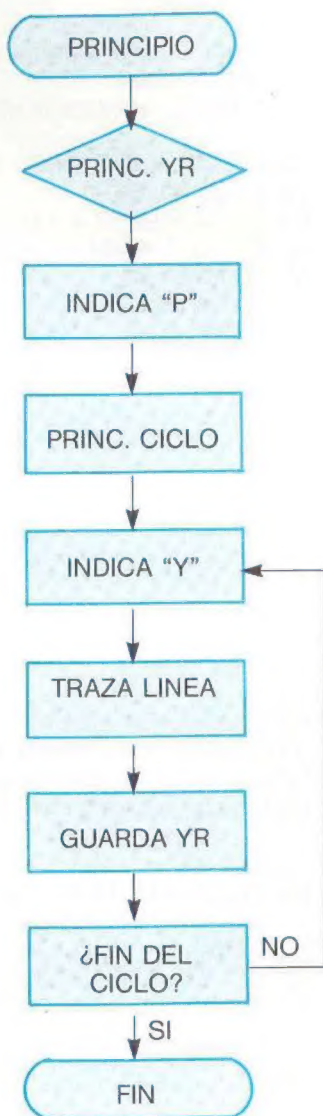 PRINCIPIO
PRINC. YR
INDICA “P”
PRINC. CICLO
INDICA “Y”
TRAZA LINEA
GUARDA YR
¿FIN DEL
CICLO?
NO
SI
FIN